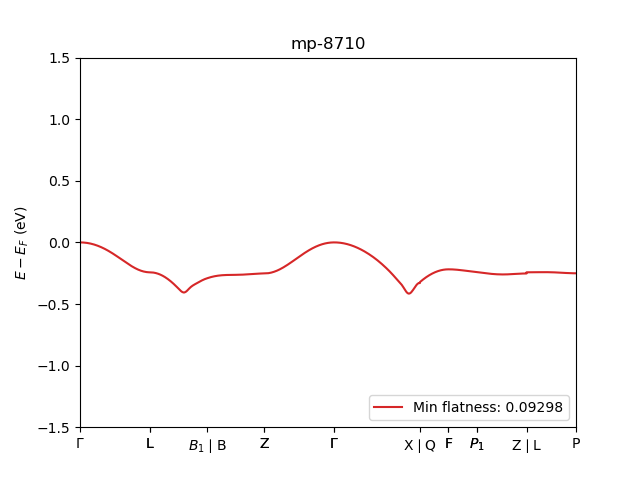 mp-8710
1.5
1.0
0.5
0.0
−0.5
−1.0
−1.5
E − E_F (eV)
Min flatness: 0.09298
Γ L B₁ | B Z Γ X | Q F P₁ Z | L P